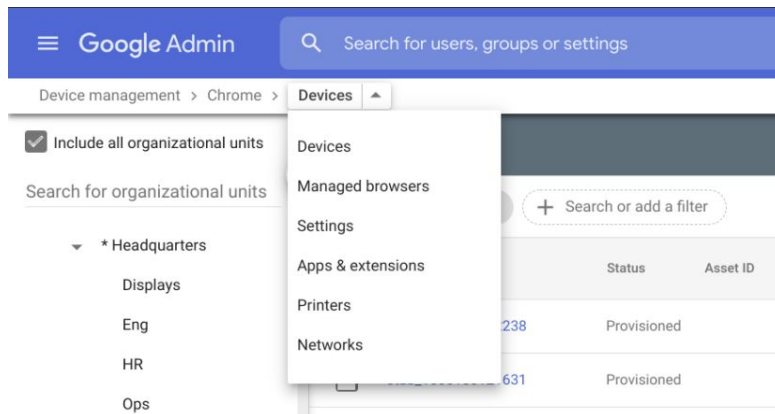 Google Admin
Search for users, groups or settings
Device management > Chrome > Devices
Include all organizational units
Search for organizational units
* Headquarters
Displays
Eng
HR
Ops
Devices
Managed browsers
Settings
Apps & extensions
Printers
Networks
+ Search or add a filter
Status Asset ID
238 Provisioned
631 Provisioned